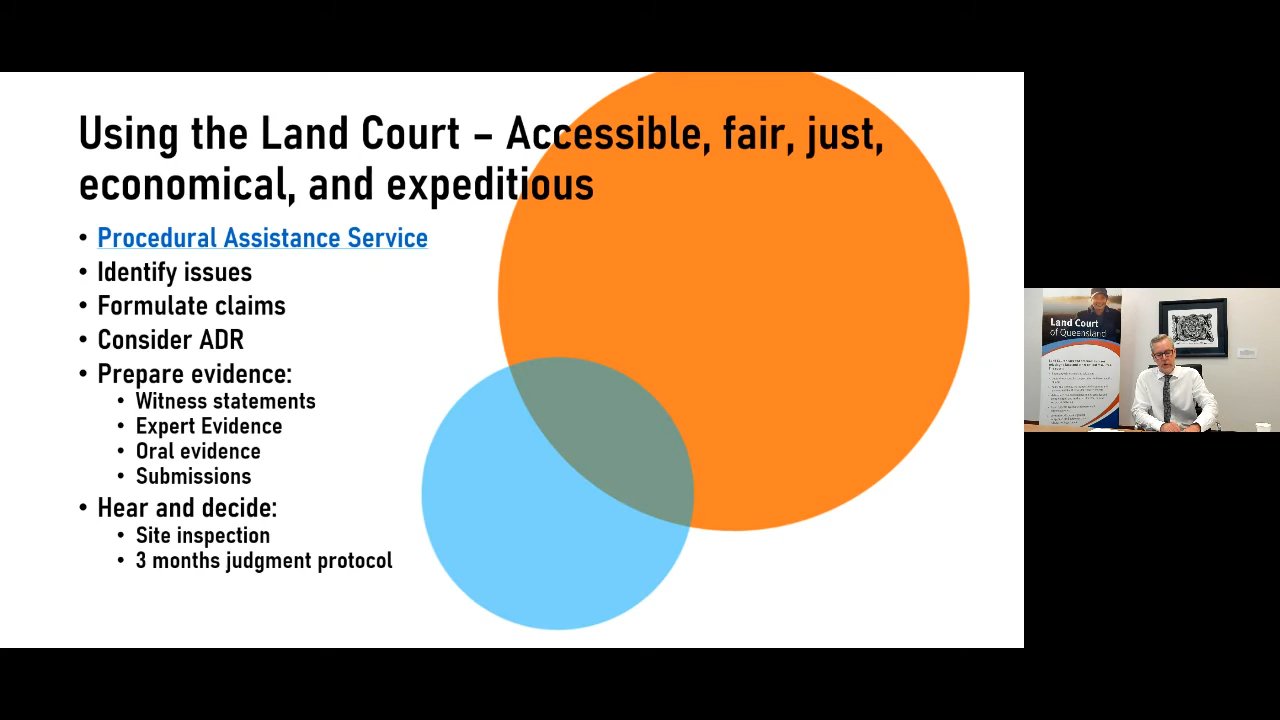 Using the Land Court – Accessible, fair, just,
economical, and expeditious
• Procedural Assistance Service
• Identify issues
• Formulate claims
• Consider ADR
• Prepare evidence:
• Witness statements
• Expert Evidence
• Oral evidence
• Submissions
• Hear and decide:
• Site inspection
• 3 months judgment protocol
Land Court
of Queensland